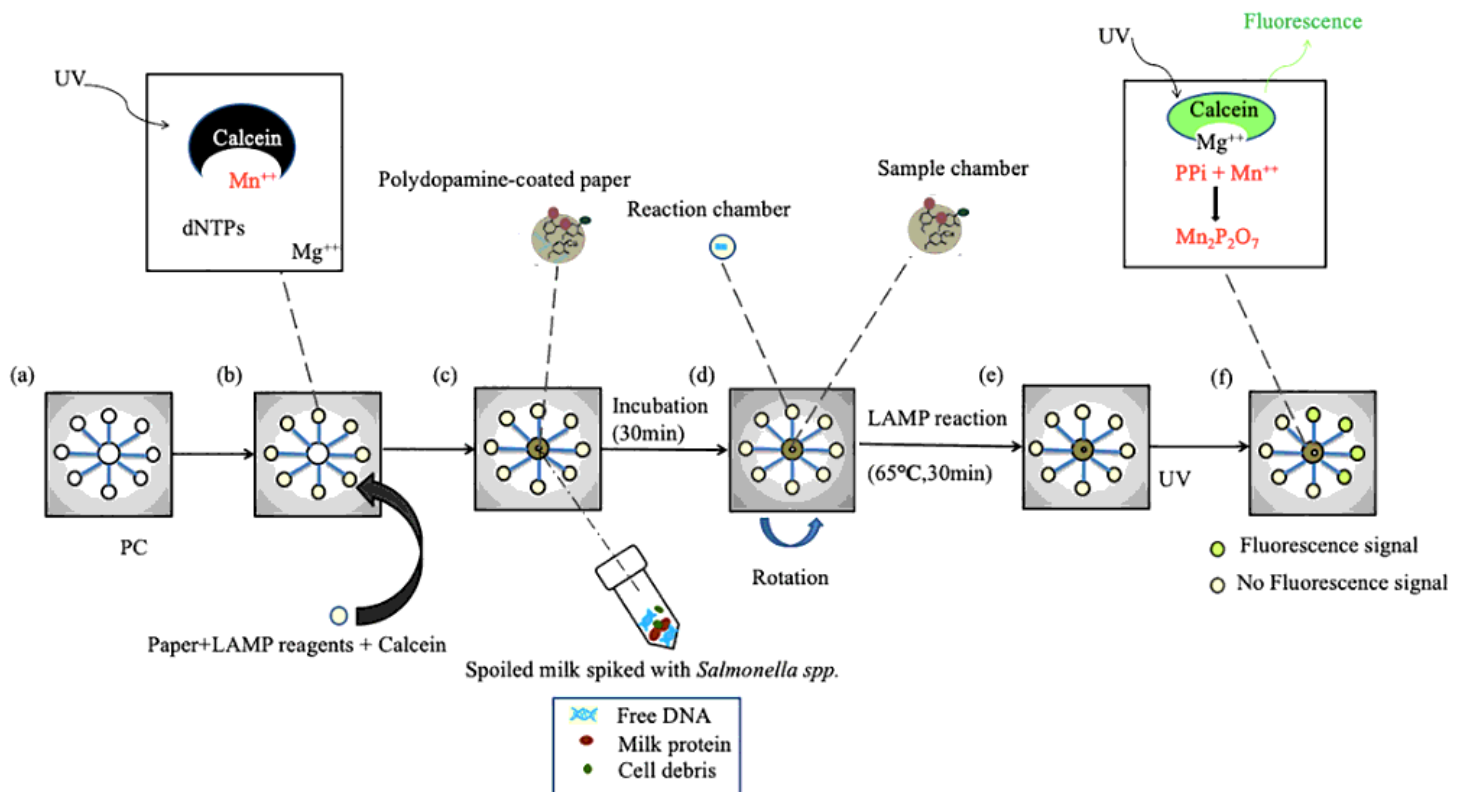 Fluorescence
UV
UV
Calcein
Mn⁺⁺
dNTPs
Mg⁺⁺
Polydopamine-coated paper
Reaction chamber
Sample chamber
Calcein
Mg⁺⁺
PPi + Mn⁺⁺
Mn₂P₂O₇
(a)
(b)
(c)
(d)
(e)
(f)
Incubation
(30min)
LAMP reaction
(65℃,30min)
UV
PC
Rotation
Fluorescence signal
No Fluorescence signal
Paper+LAMP reagents + Calcein
Spoiled milk spiked with Salmonella spp.
Free DNA
Milk protein
Cell debris